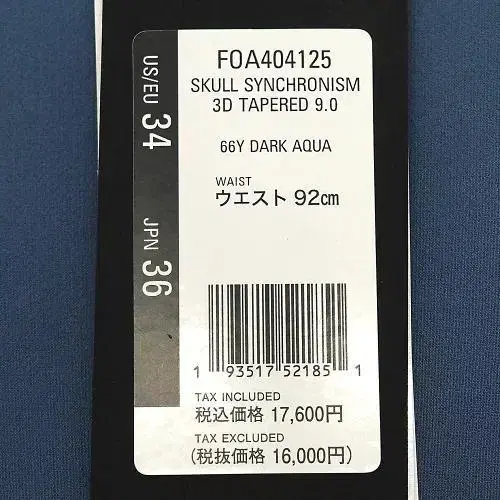 US/EU 34
JPN 36
FOA404125
SKULL SYNCHRONISM
3D TAPERED 9.0
66Y DARK AQUA
WAIST
ウエスト 92㎝
1 93517 52185 1
TAX INCLUDED
税込価格 17,600円
TAX EXCLUDED
(税抜価格 16,000円)